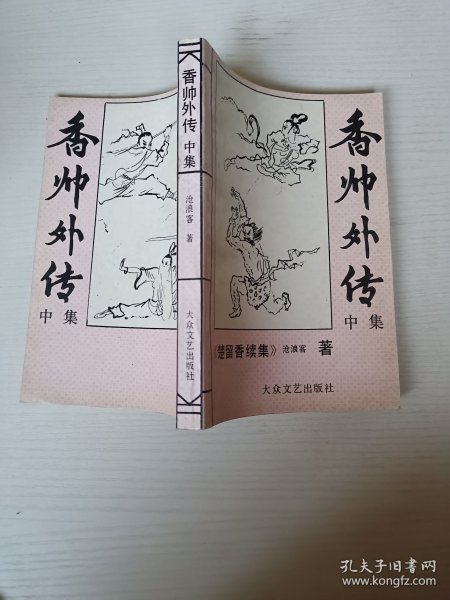 香帅外传
中集
香帅外传 中集
沧浪客 著
大众文艺出版社
香帅外传
中集
《楚留香续集》 沧浪客 著
大众文艺出版社
孔夫子旧书网
www.kongfz.com